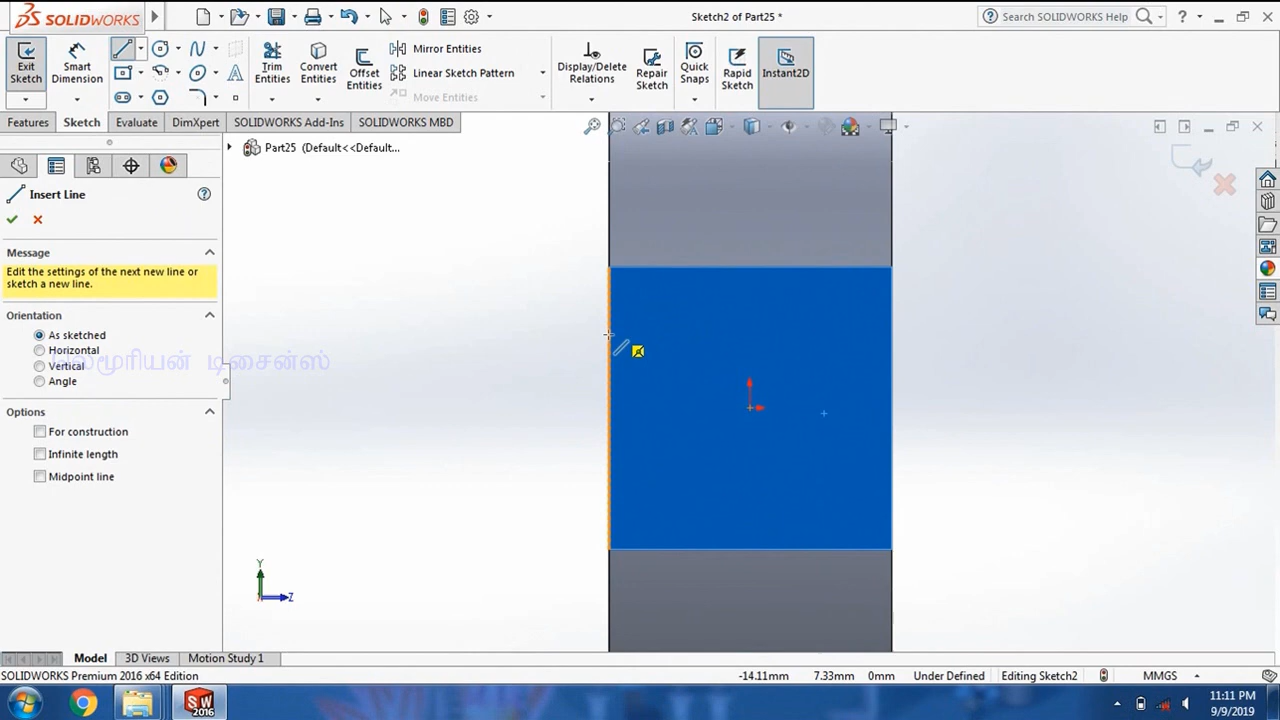 SOLIDWORKS
Sketch2 of Part25 *
Search SOLIDWORKS Help
Exit Sketch
Smart Dimension
Trim Entities
Convert Entities
Offset Entities
Mirror Entities
Linear Sketch Pattern
Move Entities
Display/Delete Relations
Repair Sketch
Quick Snaps
Rapid Sketch
Instant2D
Features
Sketch
Evaluate
DimXpert
SOLIDWORKS Add-Ins
SOLIDWORKS MBD
Part25 (Default<<Default...
Insert Line
Message
Edit the settings of the next new line or
sketch a new line.
Orientation
As sketched
Horizontal
Vertical
Angle
டிசைன்ஸ்
Options
For construction
Infinite length
Midpoint line
Y
Z
Model
3D Views
Motion Study 1
SOLIDWORKS Premium 2016 x64 Edition
-14.11mm
7.33mm
0mm
Under Defined
Editing Sketch2
MMGS
11:11 PM
9/9/2019